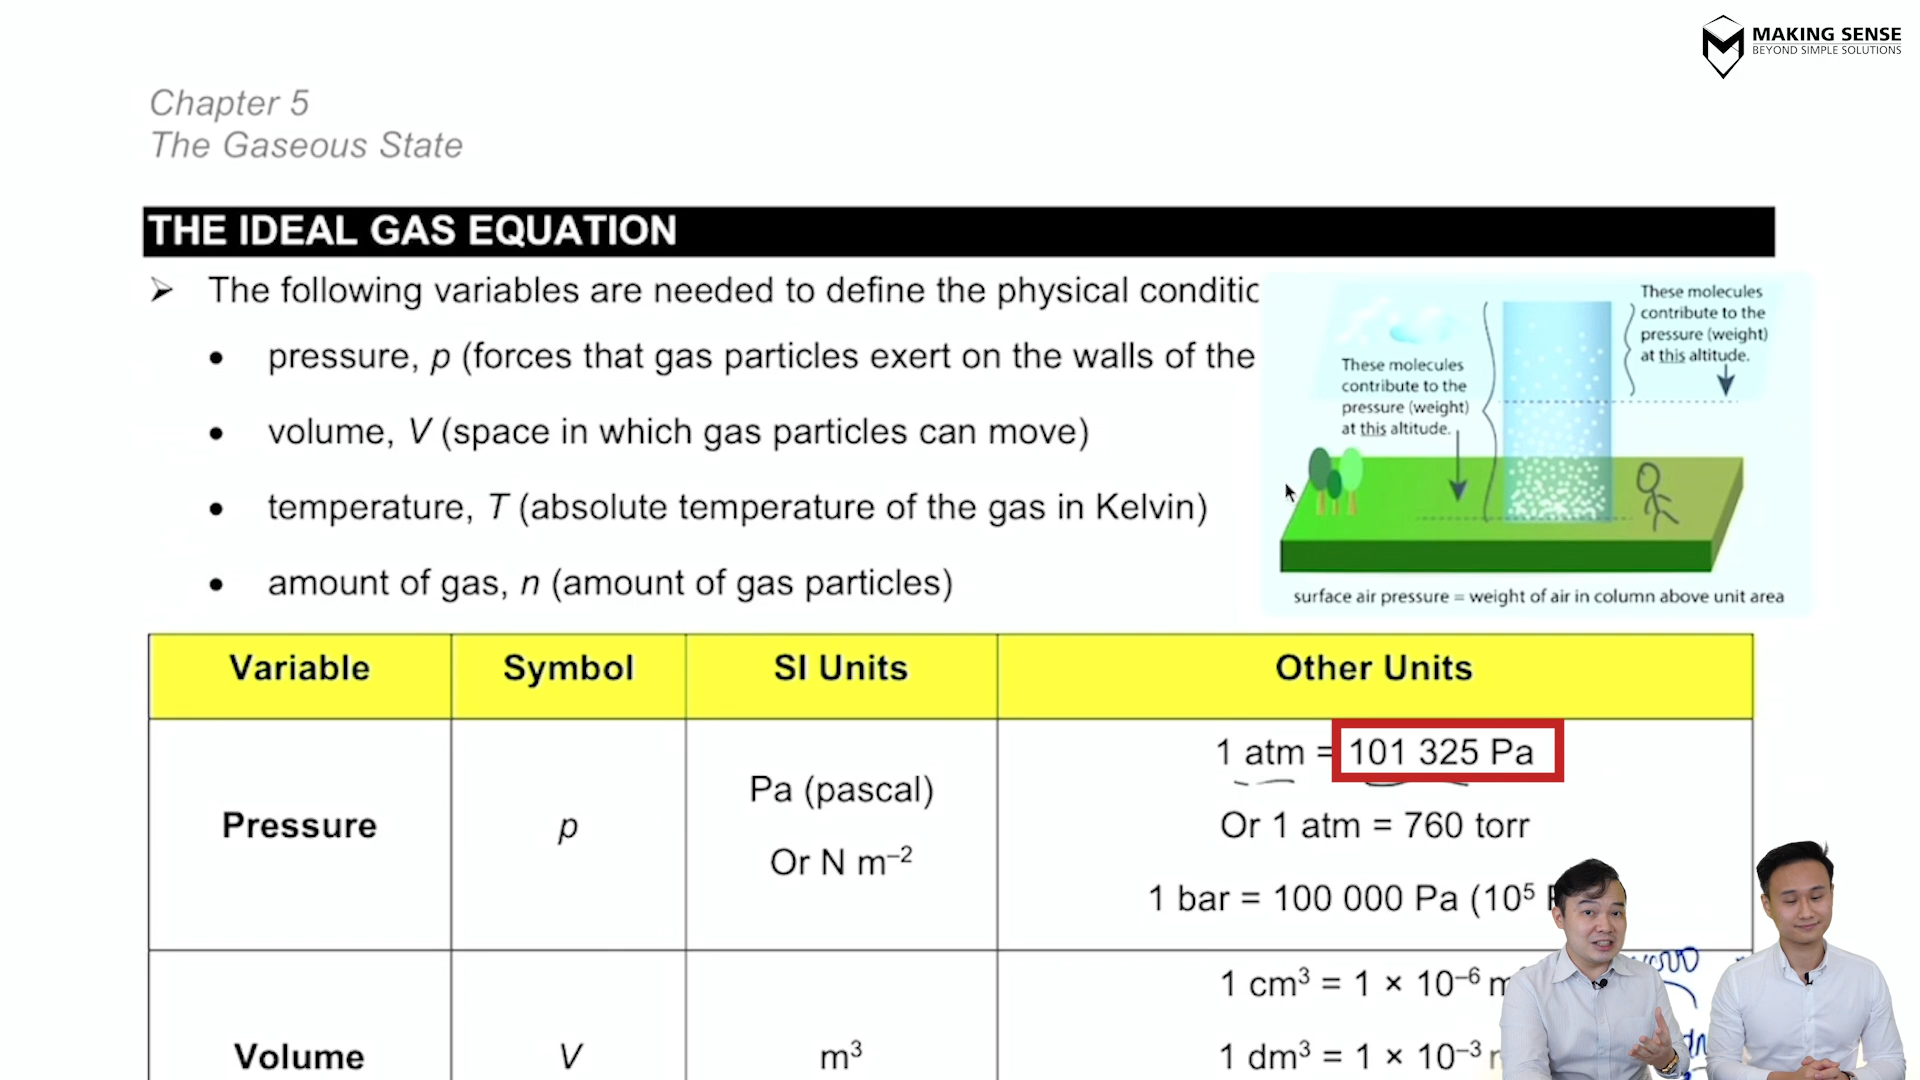 MAKING SENSE
BEYOND SIMPLE SOLUTIONS
Chapter 5
The Gaseous State
THE IDEAL GAS EQUATION
➢ The following variables are needed to define the physical
• pressure, p (forces that gas particles exert on the walls of the
• volume, V (space in which gas particles can move)
• temperature, T (absolute temperature of the gas in Kelvin)
• amount of gas, n (amount of gas particles)
These molecules
contribute to the
pressure (weight)
at this altitude.
These molecules
contribute to the
pressure (weight)
at this altitude.
surface air pressure = weight of air in column above unit area
Variable Symbol SI Units Other Units
Pressure p
Pa (pascal)
Or N m⁻²
1 atm = 101 325 Pa
Or 1 atm = 760 torr
1 bar = 100 000 Pa (10⁵
Volume V m³
1 cm³ = 1 × 10⁻⁶
1 dm³ = 1 × 10⁻³